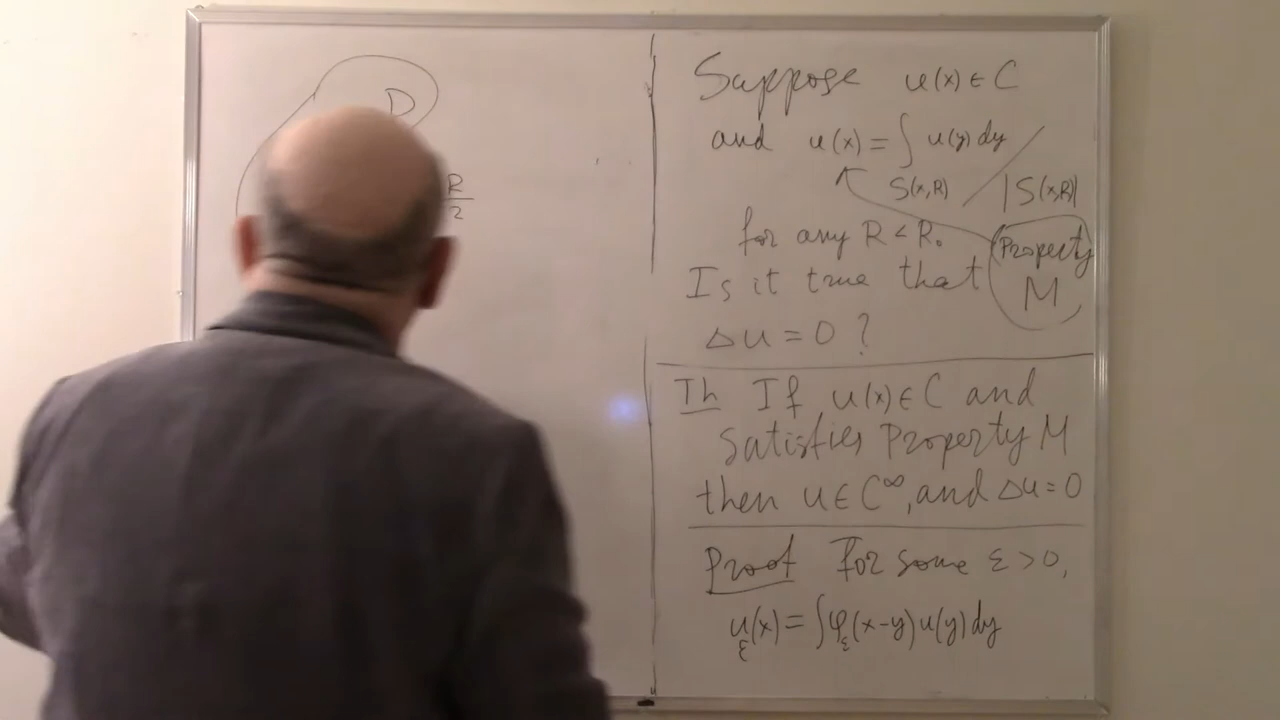 D
R
2
Suppose u(x) ∈ C
and u(x) = ∫ u(y) dy /
S(x,R) |S(x,R)|
for any R < R₀
Property
Is it true that
M
Δu = 0 ?
Th If u(x) ∈ C and
satisfies Property M
then u ∈ C^∞, and Δu = 0
Proof For some ε > 0,
u_ε(x) = ∫ φ_ε(x-y) u(y) dy